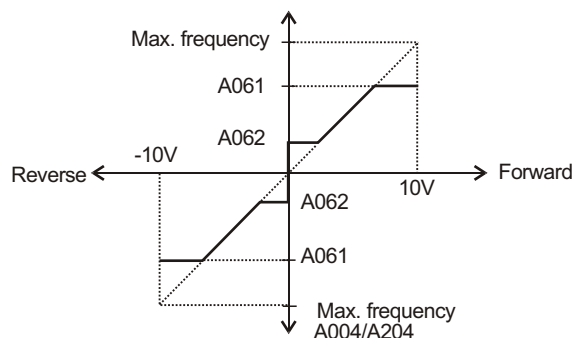 Max. frequency
A061
A062
-10V
Reverse
Forward
10V
A062
A061
Max. frequency
A004/A204